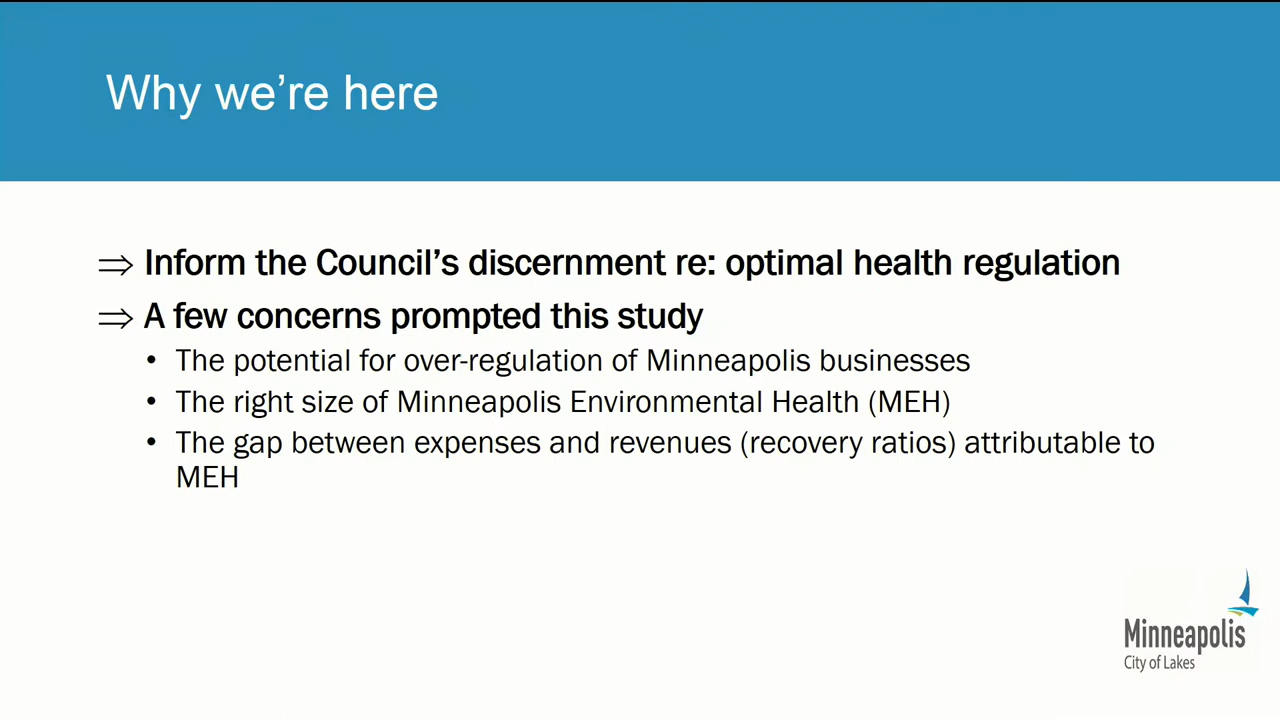 Why we're here
⇒ Inform the Council's discernment re: optimal health regulation
⇒ A few concerns prompted this study
• The potential for over-regulation of Minneapolis businesses
• The right size of Minneapolis Environmental Health (MEH)
• The gap between expenses and revenues (recovery ratios) attributable to
MEH
Minneapolis
City of Lakes